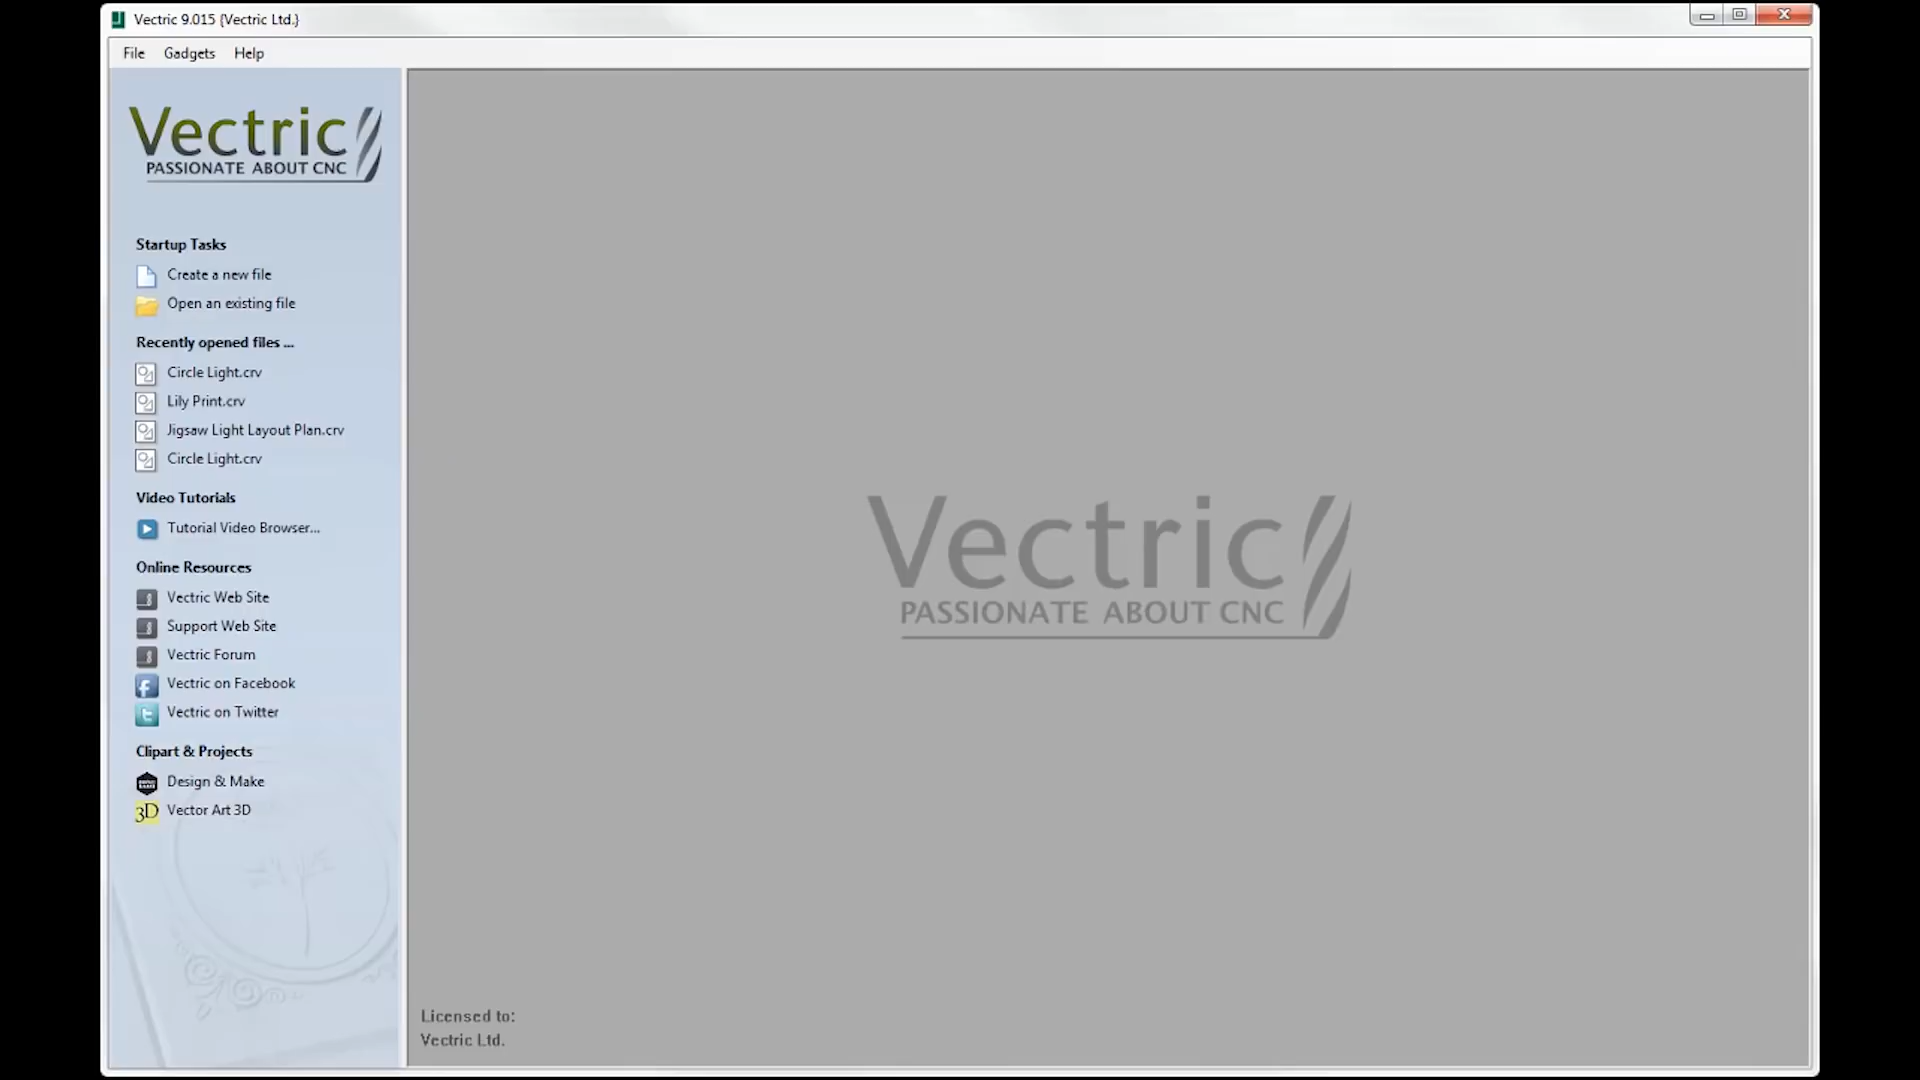 Vectric 9.015 {Vectric Ltd.}
File Gadgets Help
Vectric
PASSIONATE ABOUT CNC
Startup Tasks
Create a new file
Open an existing file
Recently opened files ...
Circle Light.crv
Lily Print.crv
Jigsaw Light Layout Plan.crv
Circle Light.crv
Video Tutorials
Tutorial Video Browser...
Online Resources
Vectric Web Site
Support Web Site
Vectric Forum
Vectric on Facebook
Vectric on Twitter
Clipart & Projects
Design & Make
3D Vector Art 3D
Vectric
PASSIONATE ABOUT CNC
Licensed to:
Vectric Ltd.